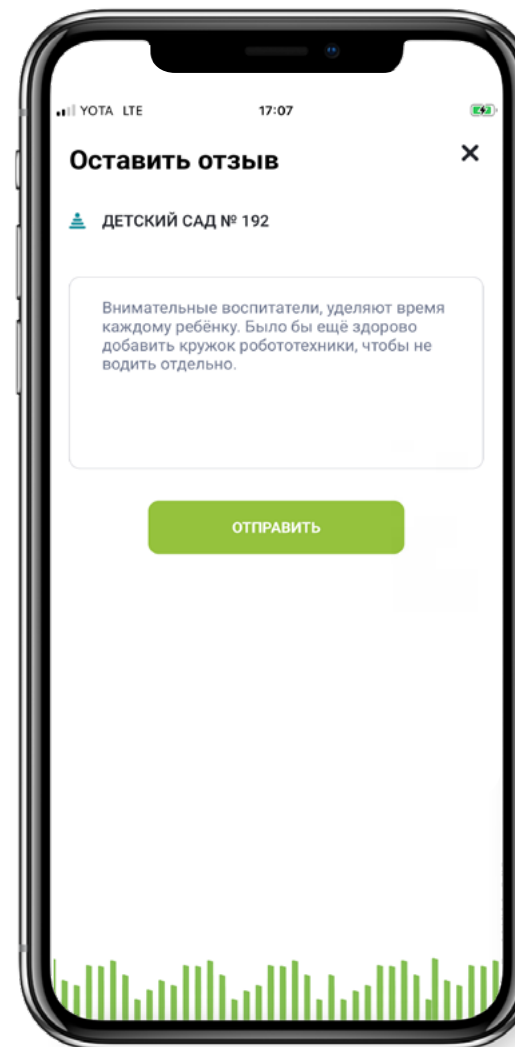 YOTA LTE 17:07
Оставить отзыв
ДЕТСКИЙ САД № 192
Внимательные воспитатели, уделяют время
каждому ребёнку. Было бы ещё здорово
добавить кружок робототехники, чтобы не
водить отдельно.
ОТПРАВИТЬ